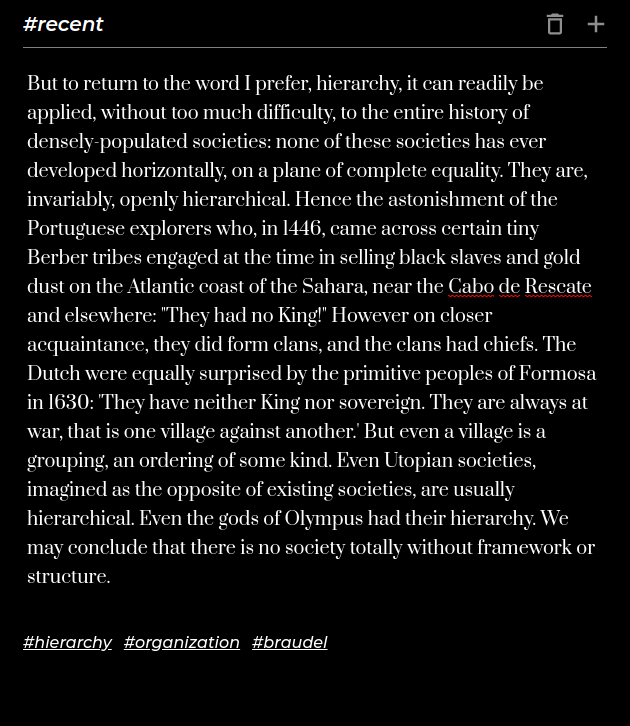 #recent
But to return to the word I prefer, hierarchy, it can readily be
applied, without too much difficulty, to the entire history of
densely-populated societies: none of these societies has ever
developed horizontally, on a plane of complete equality. They are,
invariably, openly hierarchical. Hence the astonishment of the
Portuguese explorers who, in 1446, came across certain tiny
Berber tribes engaged at the time in selling black slaves and gold
dust on the Atlantic coast of the Sahara, near the Cabo de Rescate
and elsewhere: "They had no King!" However on closer
acquaintance, they did form clans, and the clans had chiefs. The
Dutch were equally surprised by the primitive peoples of Formosa
in 1630: 'They have neither King nor sovereign. They are always at
war, that is one village against another.' But even a village is a
grouping, an ordering of some kind. Even Utopian societies,
imagined as the opposite of existing societies, are usually
hierarchical. Even the gods of Olympus had their hierarchy. We
may conclude that there is no society totally without framework or
structure.
#hierarchy #organization #braudel